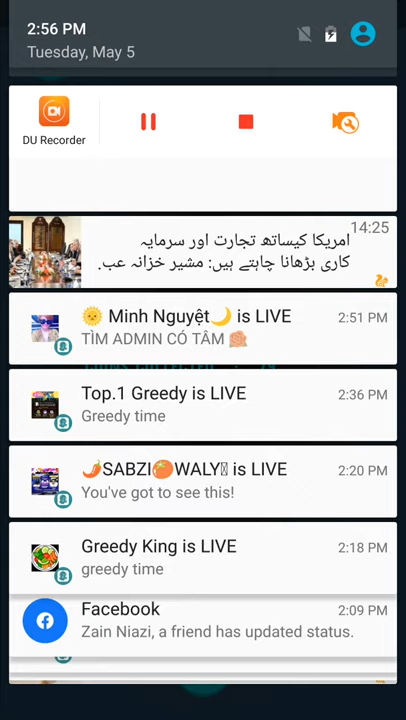 2:56 PM
Tuesday, May 5
DU Recorder
14:25
امریکا کیساتھ تجارت اور سرمایہ
کاری بڑھانا چاہتے ہیں: مشیر خزانہ عب.
🌞 Minh Nguyệt🌙 is LIVE
2:51 PM
TÌM ADMIN CÓ TÂM 🌹
Top.1 Greedy is LIVE
2:36 PM
Greedy time
🌶️SABZI🍅WALY is LIVE
2:20 PM
You've got to see this!
Greedy King is LIVE
2:18 PM
greedy time
Facebook
2:09 PM
Zain Niazi, a friend has updated status.